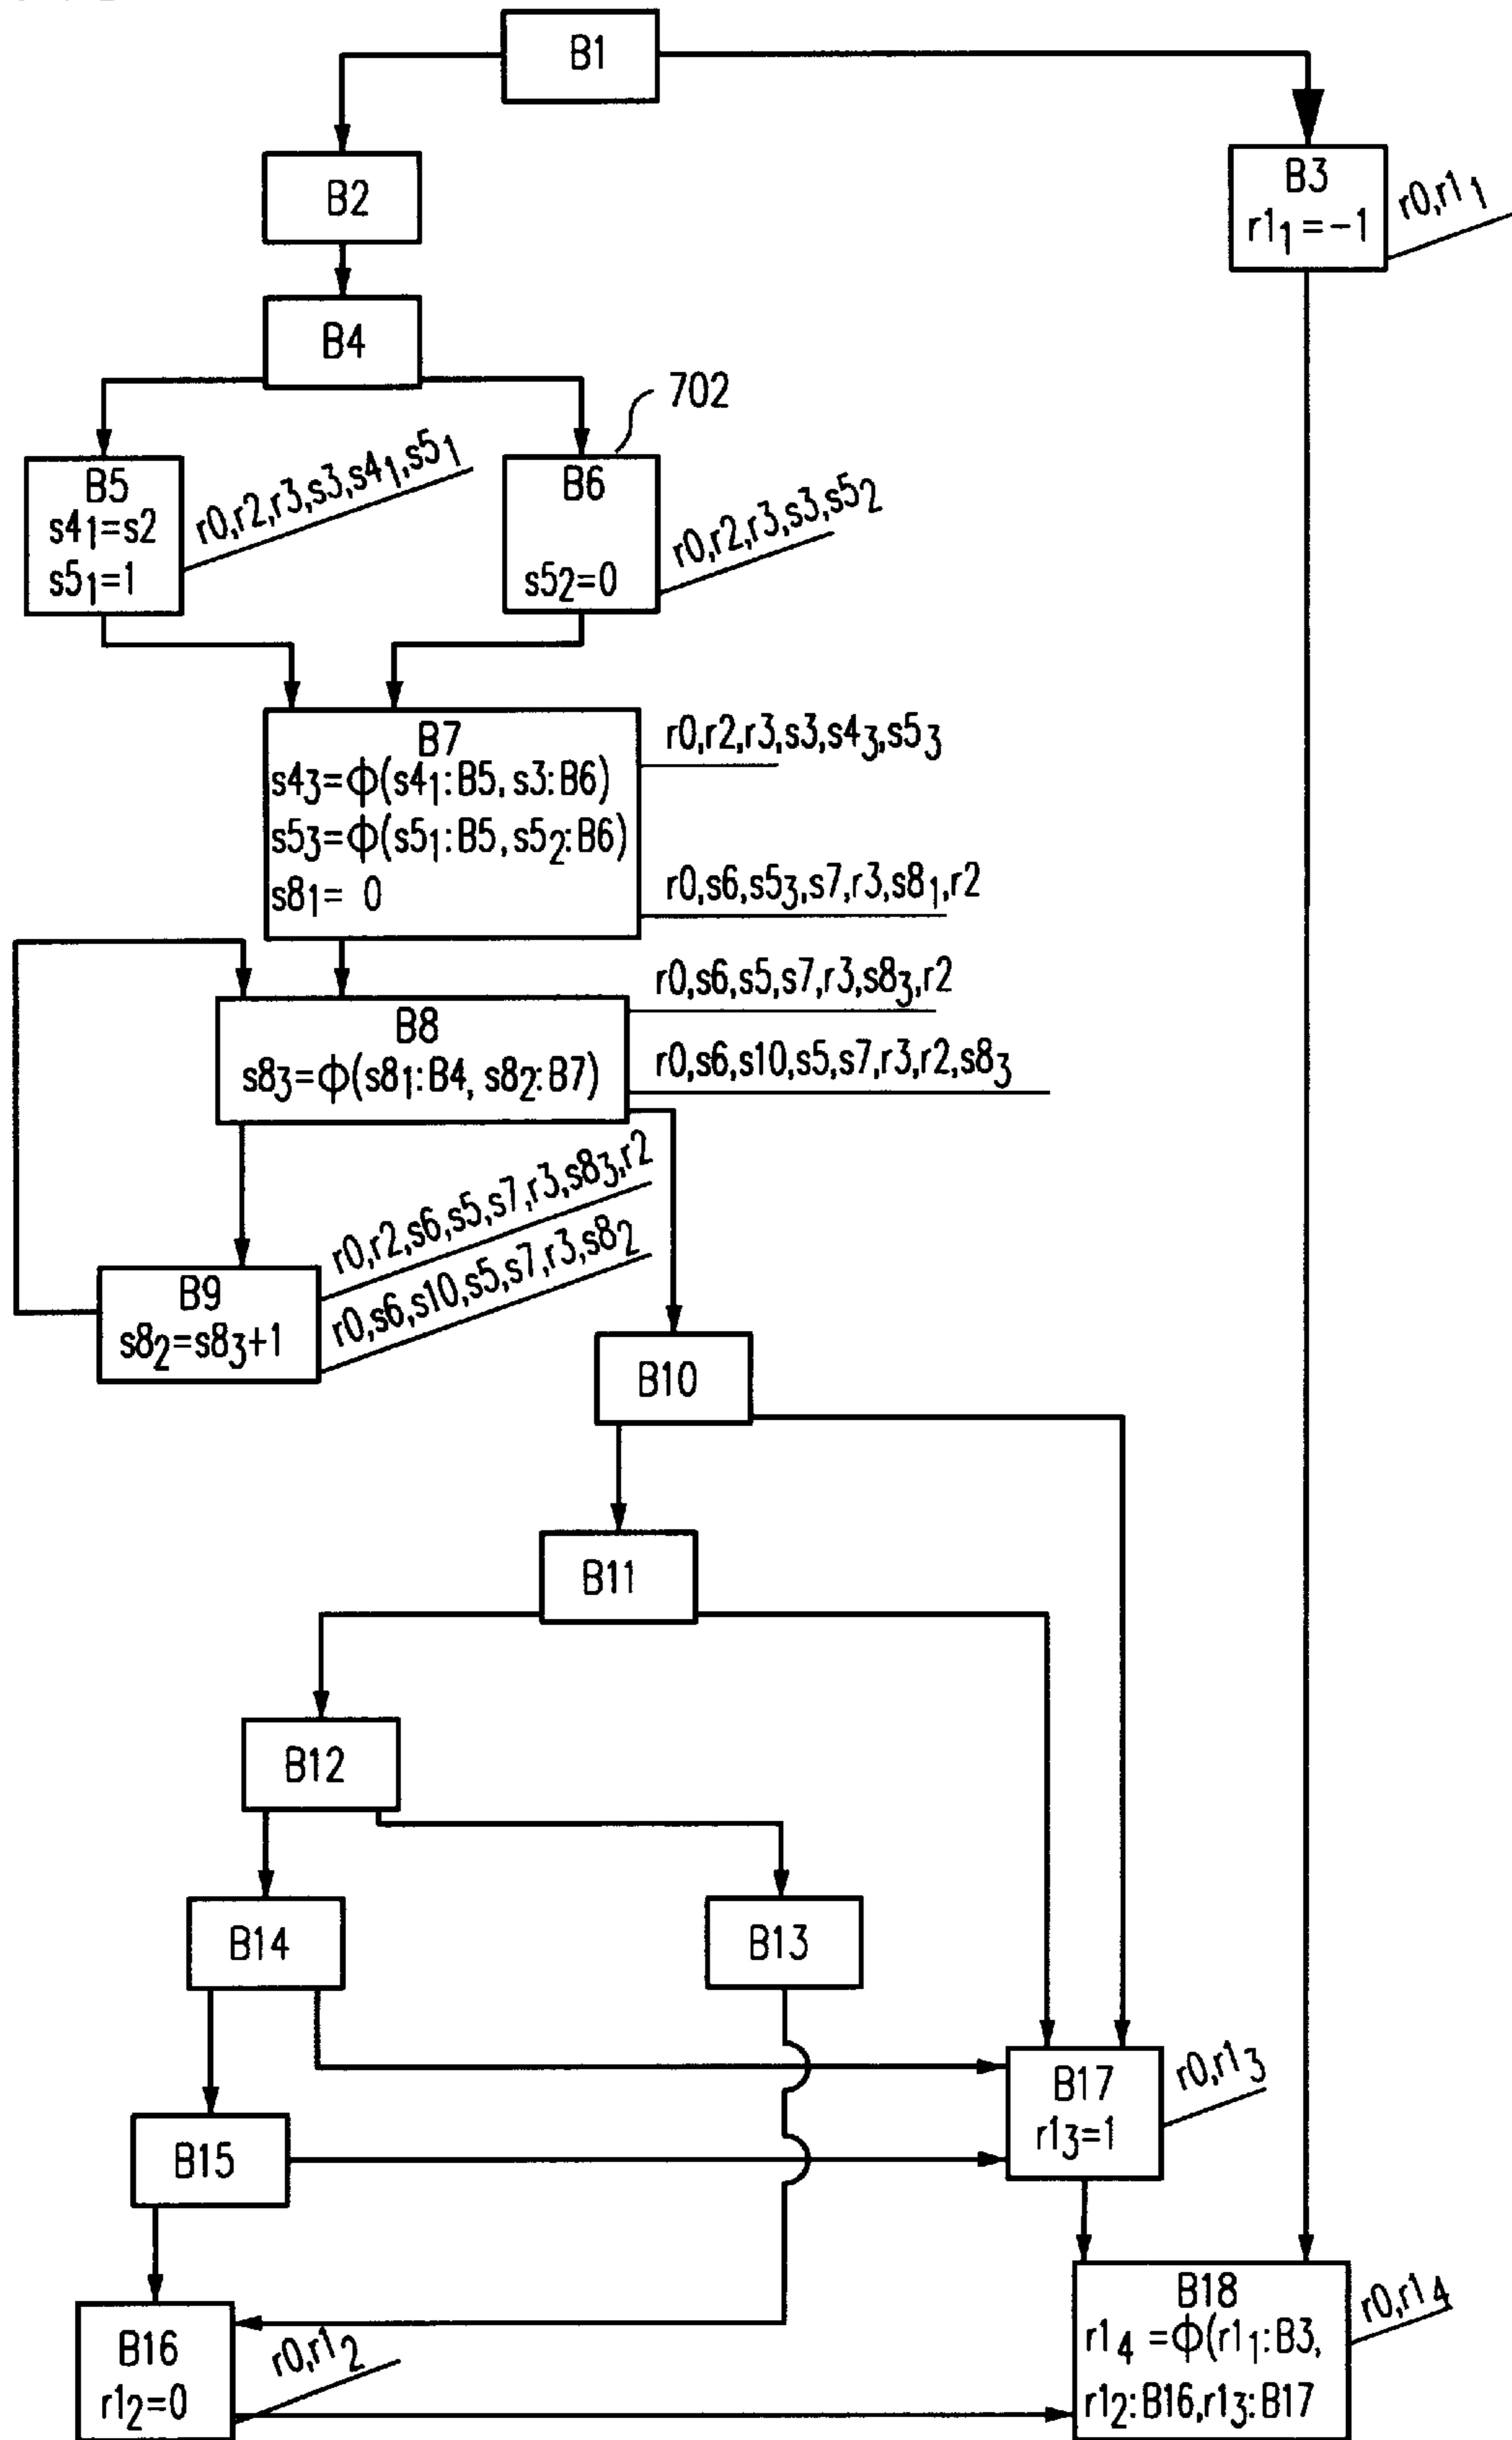 B1
B2
B3
r1₁=-1
r0,r1₁
B4
702
B5
s4₁=s2
s5₁=1
r0,r2,r3,s3,s4₁,s5₁
B6
s5₂=0
r0,r2,r3,s3,s5₂
B7
s4₃=ϕ(s4₁:B5, s3:B6)
s5₃=ϕ(s5₁:B5, s5₂:B6)
s8₁= 0
r0,r2,r3,s3,s4₃,s5₃
r0,s6,s5₃,s7,r3,s8₁,r2
B8
s8₃=ϕ(s8₁:B4, s8₂:B7)
r0,s6,s5,s7,r3,s8₃,r2
r0,s6,s10,s5,s7,r3,r2,s8₃
B9
s8₂=s8₃+1
r0,r2,s6,s5,s7,r3,s8₃,r2
r0,s6,s10,s5,s7,r3,s8₂
B10
B11
B12
B14
B13
B17
r1₃=1
r0,r1₃
B15
B16
r1₂=0
r0,r1₂
B18
r1₄ =ϕ(r1₁:B3,
r1₂:B16,r1₃:B17
r0,r1₄